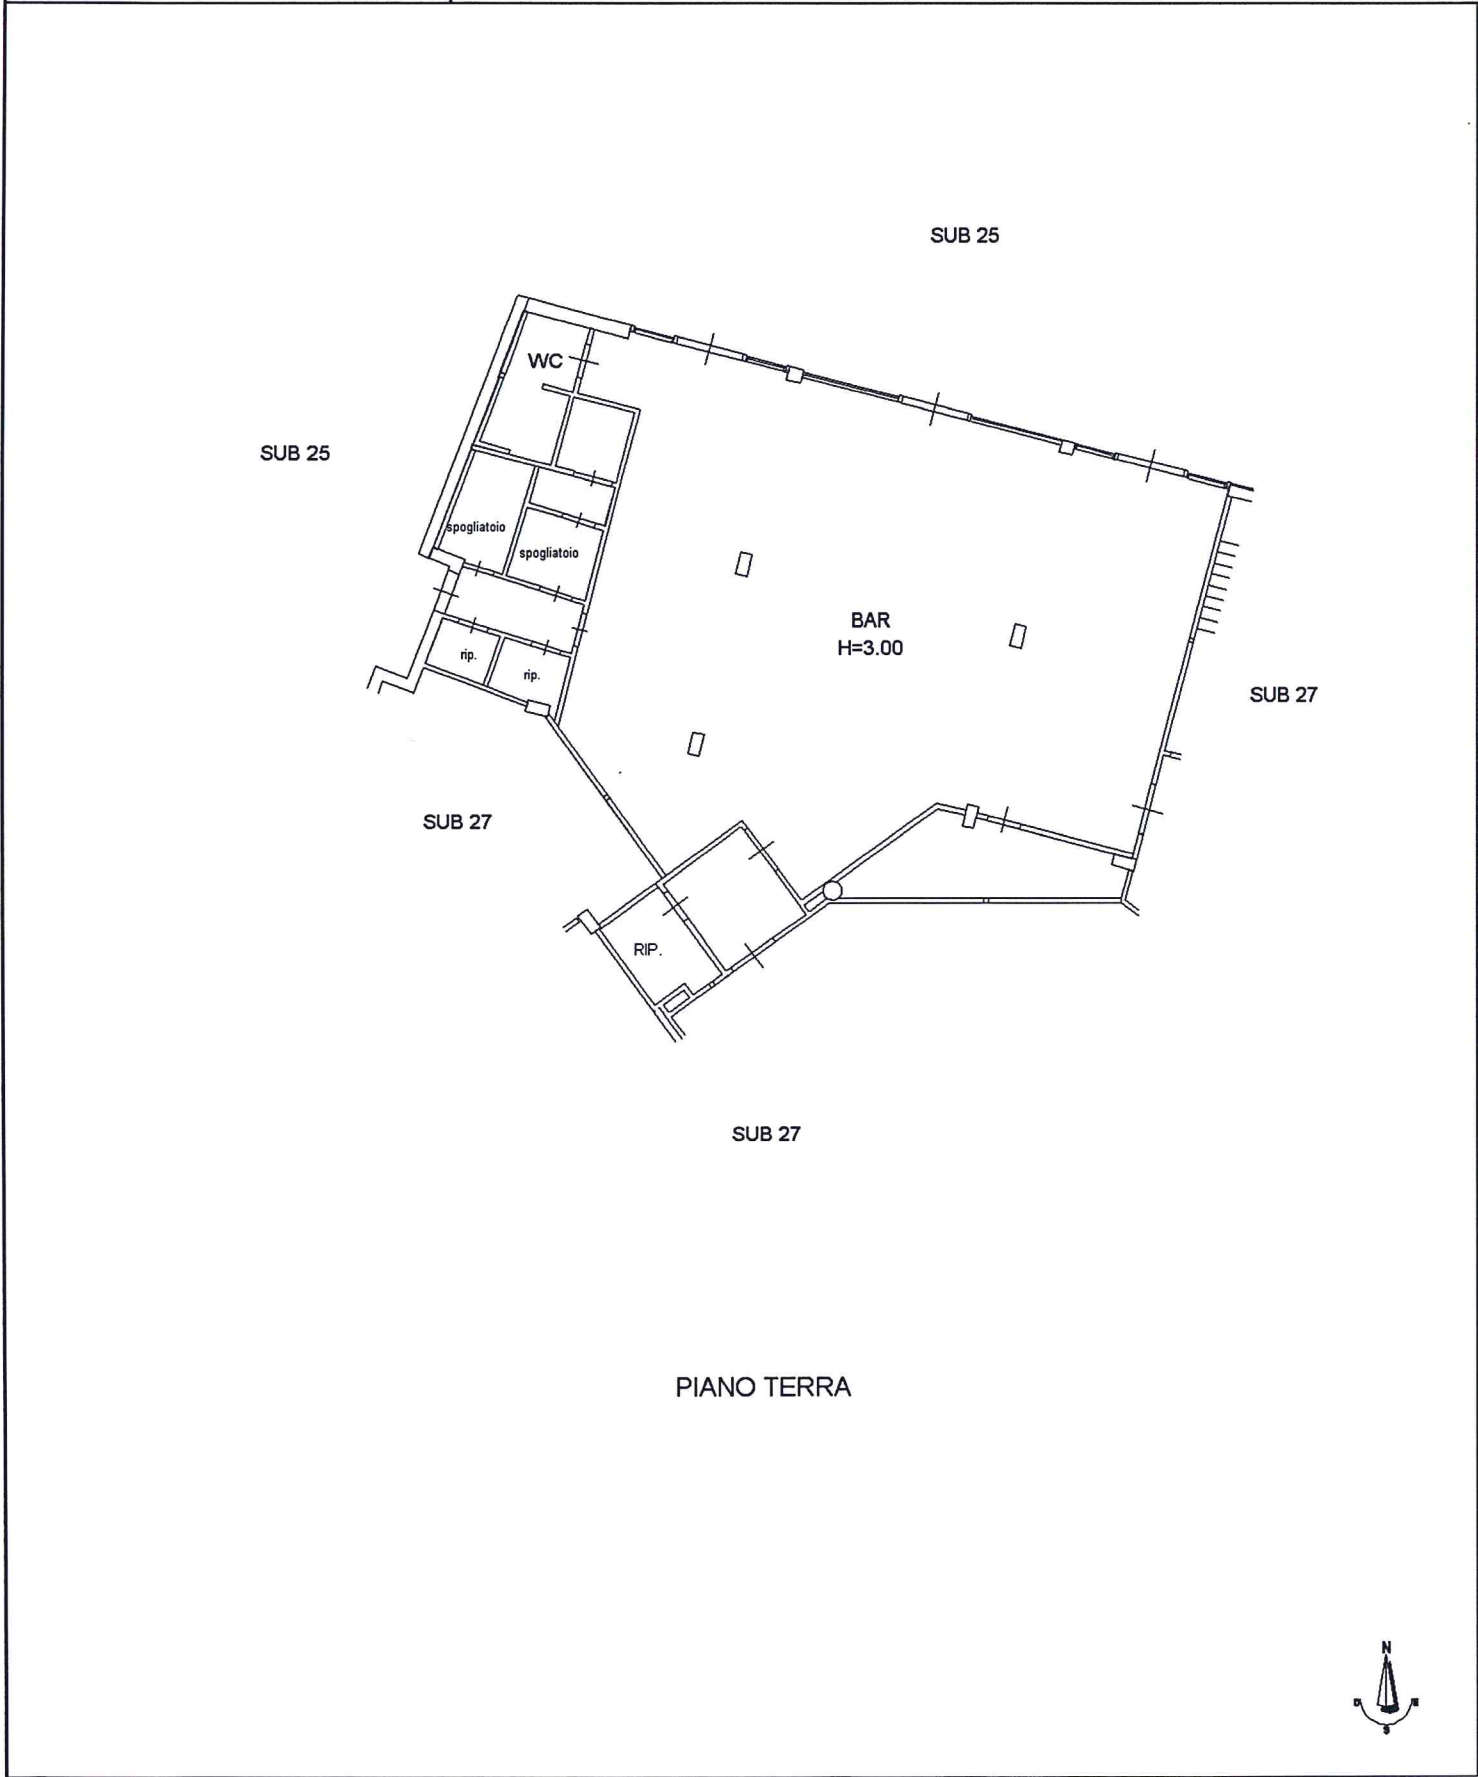 SUB 25
WC
SUB 25
spogliatoio
spogliatoio
BAR
H=3.00
rip.
rip.
SUB 27
SUB 27
RIP.
SUB 27
PIANO TERRA
N
S